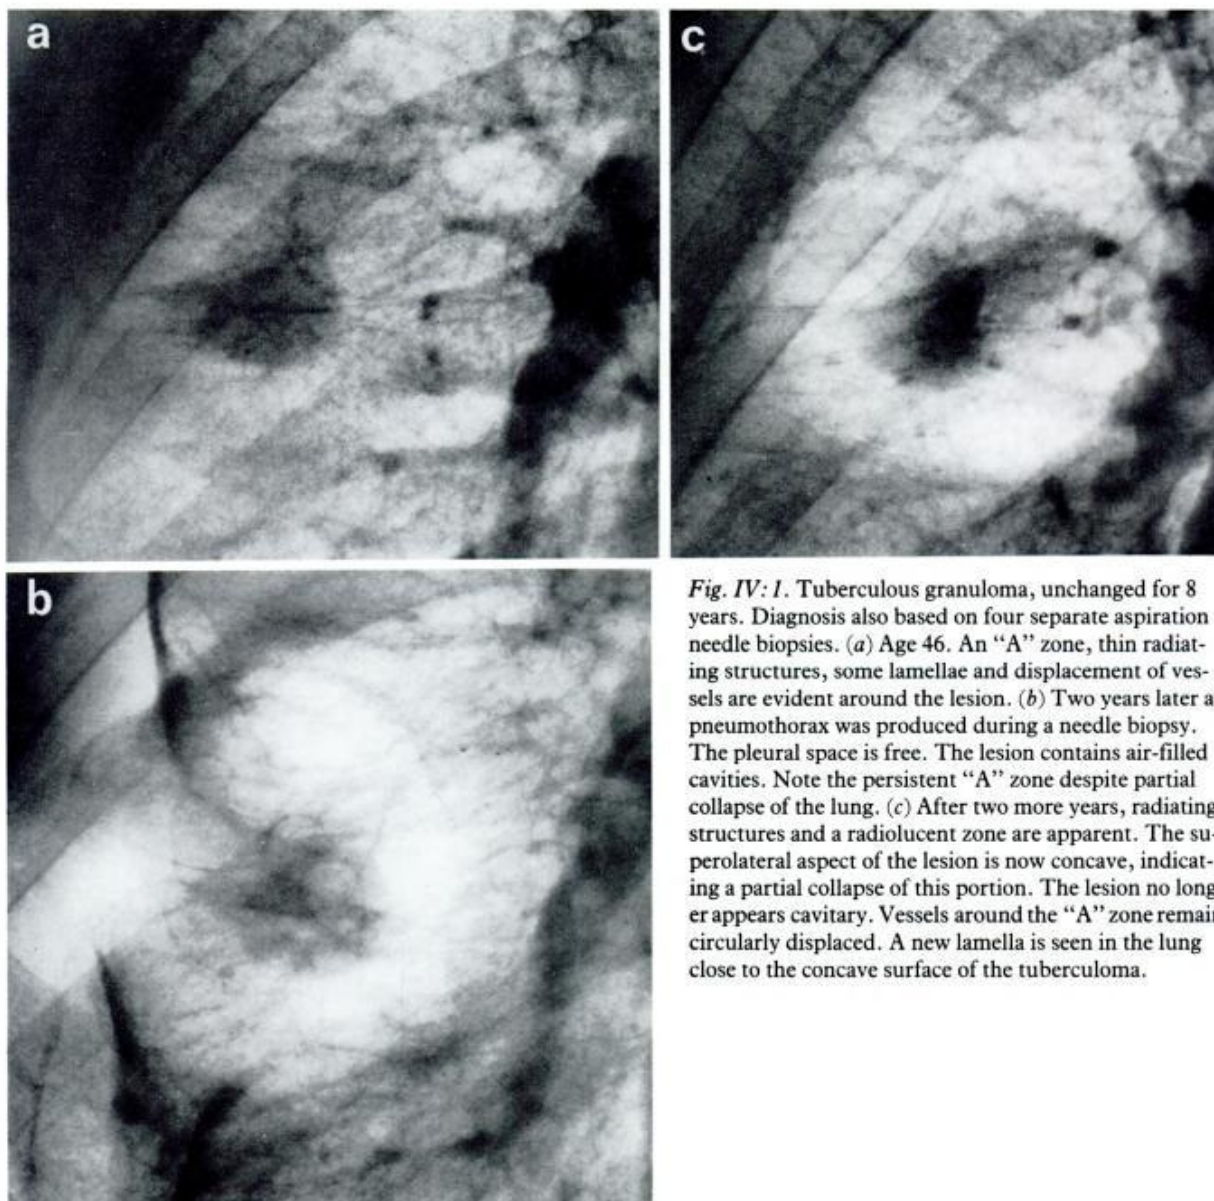 a
c
b
Fig. IV: 1. Tuberculous granuloma, unchanged for 8
years. Diagnosis also based on four separate aspiration
needle biopsies. (a) Age 46. An “A” zone, thin radiat-
ing structures, some lamellae and displacement of ves-
sels are evident around the lesion. (b) Two years later a
pneumothorax was produced during a needle biopsy.
The pleural space is free. The lesion contains air-filled
cavities. Note the persistent “A” zone despite partial
collapse of the lung. (c) After two more years, radiating
structures and a radiolucent zone are apparent. The su-
perolateral aspect of the lesion is now concave, indicat-
ing a partial collapse of this portion. The lesion no long-
er appears cavitary. Vessels around the “A” zone remain
circularly displaced. A new lamella is seen in the lung
close to the concave surface of the tuberculoma.